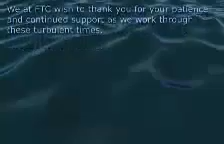 We at FTC wish to thank you for your patience
and continued support as we work through
these turbulent times.